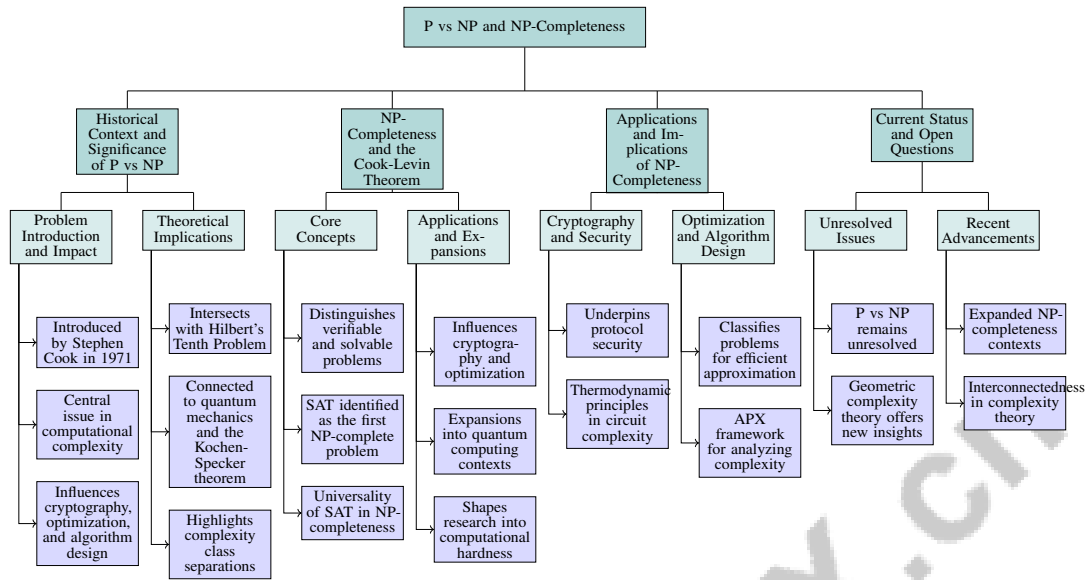 P vs NP and NP-Completeness
Historical
Context and
Significance
of P vs NP
NP-
Completeness
and the
Cook-Levin
Theorem
Applications
and Im-
plications
of NP-
Completeness
Current Status
and Open
Questions
Problem
Introduction
and Impact
Theoretical
Implications
Core
Concepts
Applications
and Ex-
pansions
Cryptography
and Security
Optimization
and Algorithm
Design
Unresolved
Issues
Recent
Advancements
Introduced
by Stephen
Cook in 1971
Central
issue in
computational
complexity
Influences
cryptography,
optimization,
and algorithm
design
Intersects
with Hilbert's
Tenth Problem
Connected
to quantum
mechanics
and the
Kochen-
Specker
theorem
Highlights
complexity
class
separations
Distinguishes
verifiable
and solvable
problems
SAT identified
as the first
NP-complete
problem
Universality
of SAT in NP-
completeness
Influences
cryptogra-
phy and
optimization
Expansions
into quantum
computing
contexts
Shapes
research into
computational
hardness
Underpins
protocol
security
Thermodynamic
principles
in circuit
complexity
Classifies
problems
for efficient
approximation
APX
framework
for analyzing
complexity
P vs NP
remains
unresolved
Geometric
complexity
theory offers
new insights
Expanded NP-
completeness
contexts
Interconnectedness
in complexity
theory